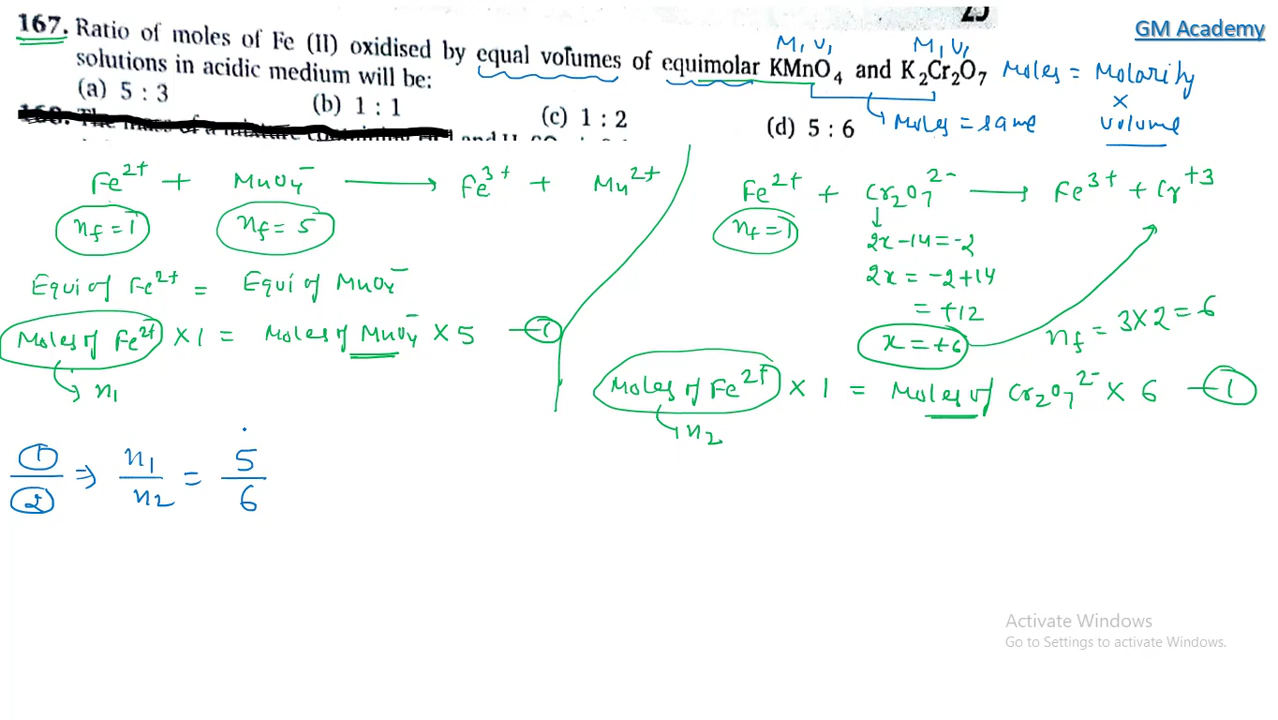 GM Academy
25
167. Ratio of moles of Fe (II) oxidised by equal volumes of equimolar KMnO4 and K2Cr2O7
solutions in acidic medium will be:
(a) 5 : 3
(b) 1 : 1
(c) 1 : 2
(d) 5 : 6
M, V,
M, V,
Moles = Molarity
×
volume
Moles = same
Fe²⁺ + MnO₄⁻ → Fe³⁺ + Mn²⁺
nf = 1
nf = 5
Equi of Fe²⁺ = Equi of MnO₄⁻
Moles of Fe²⁺ × 1 = Moles of MnO₄⁻ × 5 — ①
n₁
Fe²⁺ + Cr₂O₇²⁻ → Fe³⁺ + Cr⁺³
nf = 1
2x - 14 = -2
2x = -2 + 14
= +12
x = +6
nf = 3 × 2 = 6
Moles of Fe²⁺ × 1 = Moles of Cr₂O₇²⁻ × 6 — ①
n₂
①/② ⇒ n₁/n₂ = 5/6
Activate Windows
Go to Settings to activate Windows.